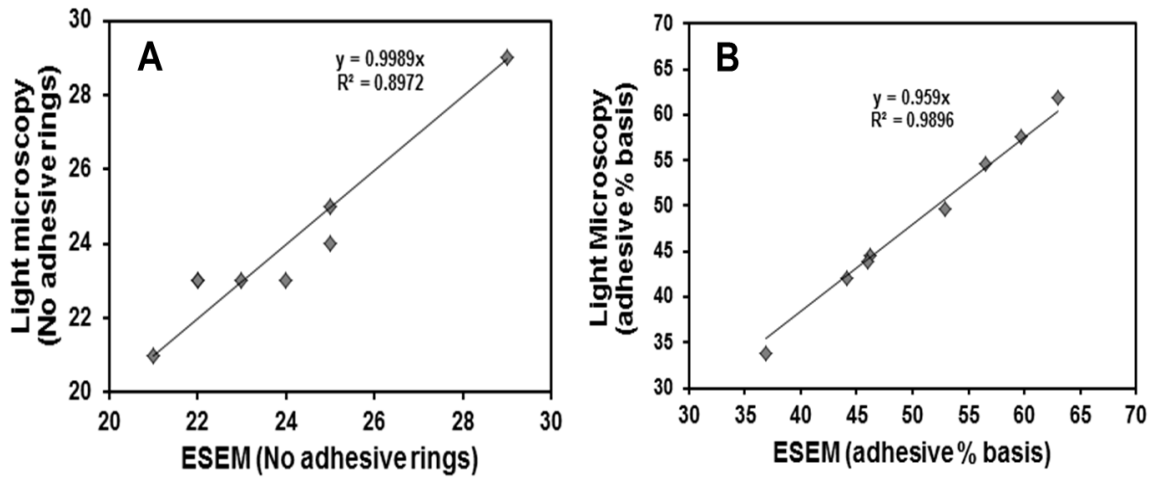 A
y = 0.9989x
R² = 0.8972
Light microscopy
(No adhesive rings)
30
28
26
24
22
20
20 22 24 26 28 30
ESEM (No adhesive rings)
B
y = 0.959x
R² = 0.9896
Light Microscopy
(adhesive % basis)
70
65
60
55
50
45
40
35
30
30 35 40 45 50 55 60 65 70
ESEM (adhesive % basis)